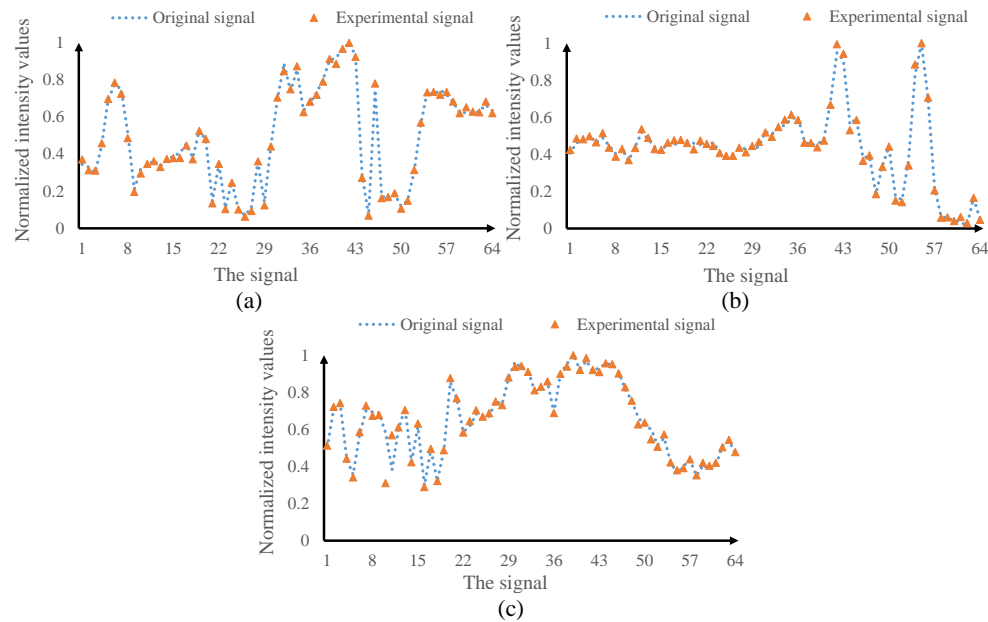 Original signal
Experimental signal
Normalized intensity values
1
0.8
0.6
0.4
0.2
0
1 8 15 22 29 36 43 50 57 64
The signal
(a)
Original signal
Experimental signal
Normalized intensity values
1
0.8
0.6
0.4
0.2
0
1 8 15 22 29 36 43 50 57 64
The signal
(b)
Original signal
Experimental signal
Normalized intensity values
1
0.8
0.6
0.4
0.2
0
1 8 15 22 29 36 43 50 57 64
The signal
(c)